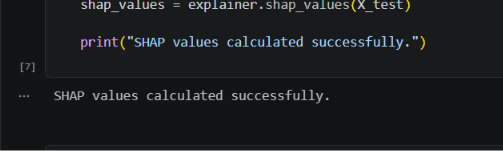 shap_values = explainer.shap_values(X_test)
print("SHAP values calculated successfully.")
[7]
... SHAP values calculated successfully.